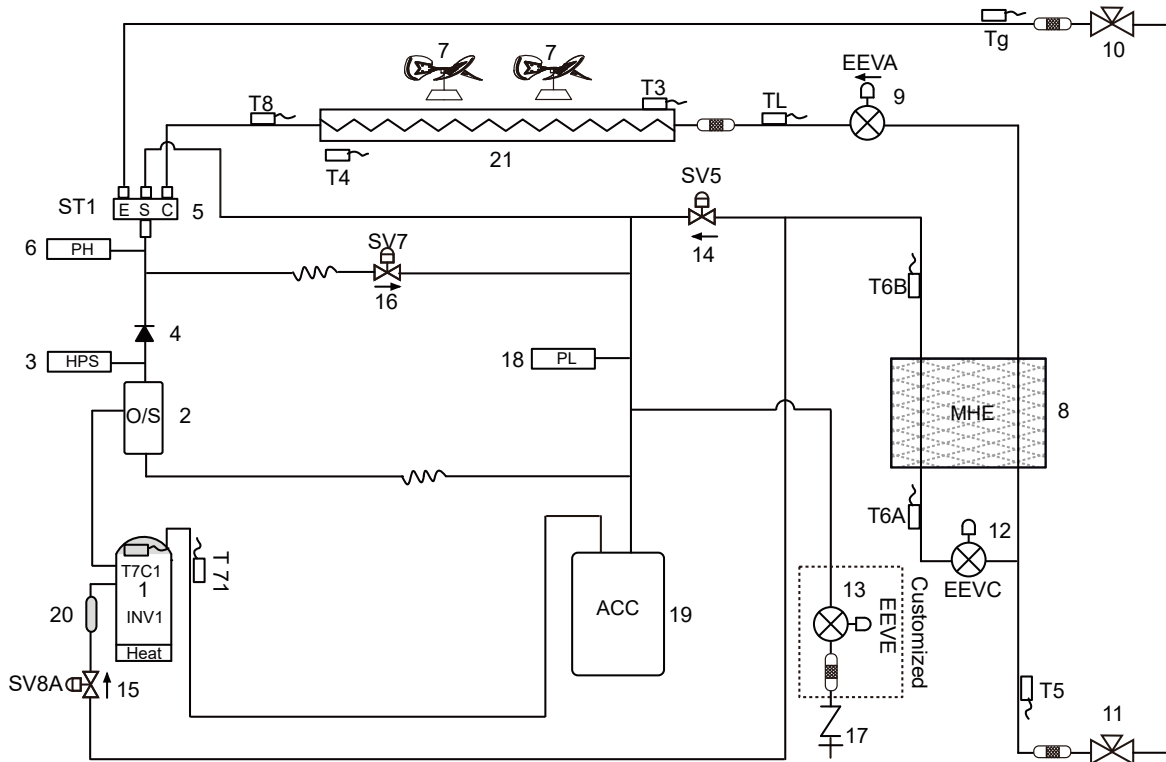 Tg
10
7
7
EEVA
9
T8
T3
TL
T4
21
ST1
E S C
5
SV5
14
6
PH
SV7
16
T6B
4
3
HPS
18
PL
O/S
2
MHE
8
T6A
12
EEVC
T7C1
1
INV1
Heat
T71
20
SV8A
15
ACC
19
13
EEVE
Customized
17
T5
11